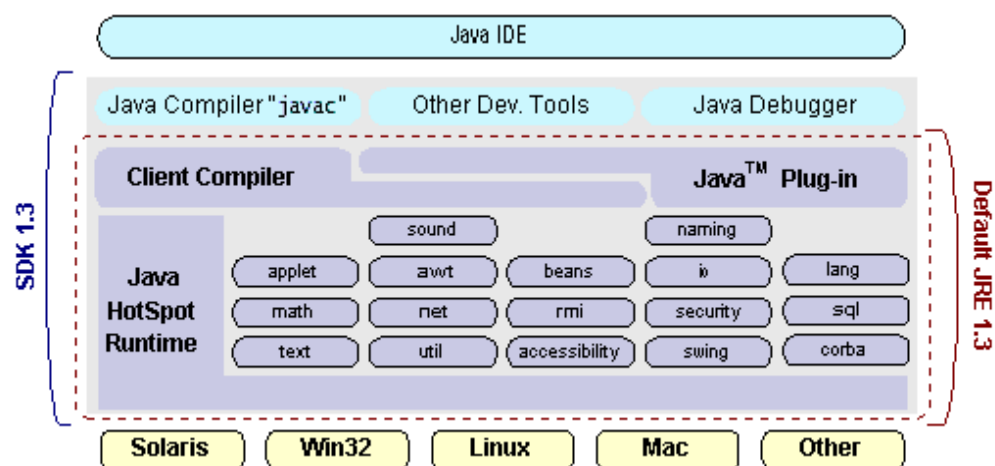 Java IDE
Java Compiler "javac"
Other Dev. Tools
Java Debugger
SDK 1.3
Default JRE 1.3
Client Compiler
Java™ Plug-in
Java
HotSpot
Runtime
sound
naming
applet
awt
beans
io
lang
math
net
rmi
security
sql
text
util
accessibility
swing
corba
Solaris
Win32
Linux
Mac
Other